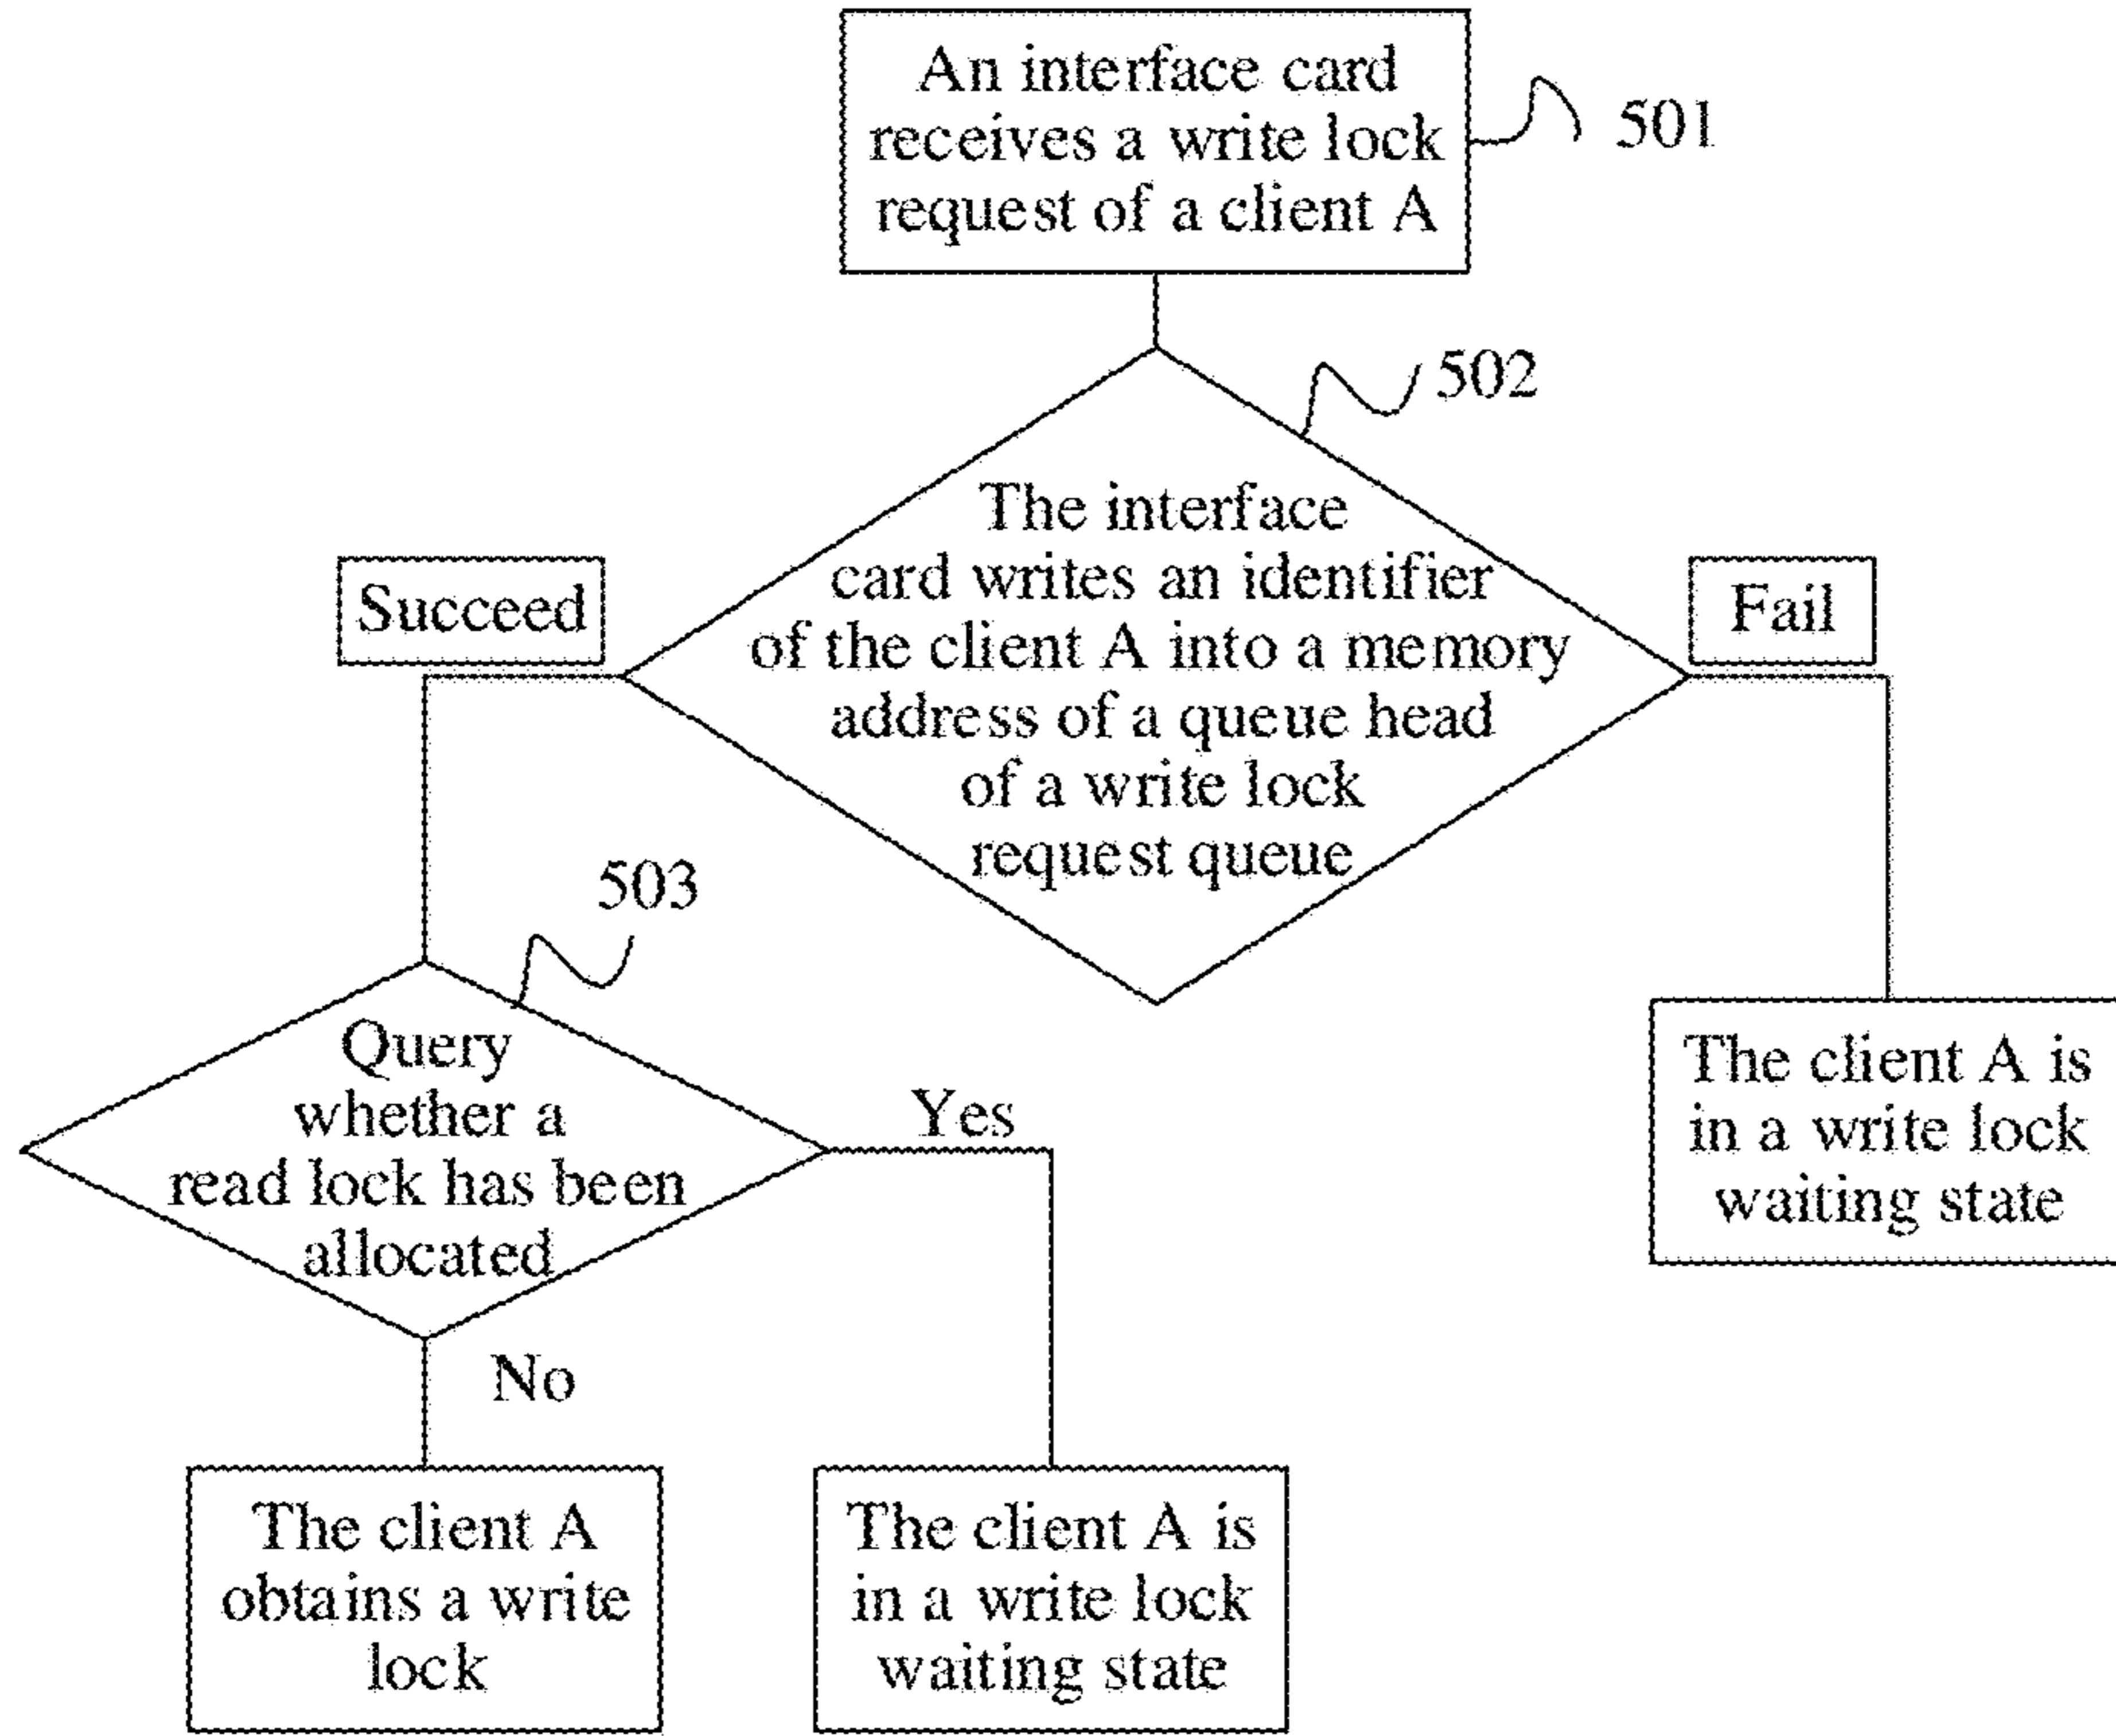 An interface card
receives a write lock
request of a client A
501
502
The interface
card writes an identifier
of the client A into a memory
address of a queue head
of a write lock
request queue
Succeed
Fail
503
Query
whether a
read lock has been
allocated
Yes
No
The client A is
in a write lock
waiting state
The client A
obtains a write
lock
The client A is
in a write lock
waiting state